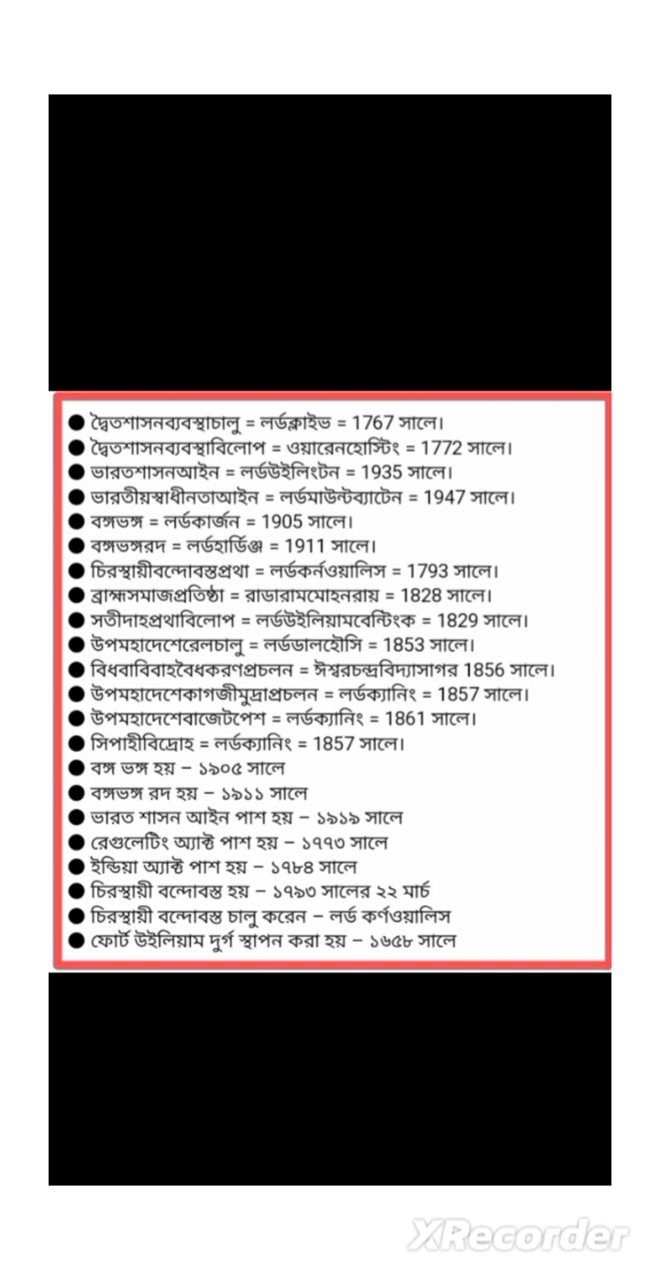 ● দ্বৈতশাসনব্যবস্থাচালু = লর্ডক্লাইভ = 1767 সালে।
● দ্বৈতশাসনব্যবস্থাবিলোপ = ওয়ারেনহোস্টিং = 1772 সালে।
● ভারতশাসনআইন = লর্ডউইলিংটন = 1935 সালে।
● ভারতীয়স্বাধীনতাআইন = লর্ডমাউন্টব্যাটেন = 1947 সালে।
● বঙ্গভঙ্গ = লর্ডকার্জন = 1905 সালে।
● বঙ্গভঙ্গরদ = লর্ডহার্ডিঞ্জ = 1911 সালে।
● চিরস্থায়ীবন্দোবস্তপ্রথা = লর্ডকর্নওয়ালিস = 1793 সালে।
● ব্রাহ্মসমাজপ্রতিষ্ঠা = রাডারামমোহনরায় = 1828 সালে।
● সতীদাহপ্রথাবিলোপ = লর্ডউইলিয়ামবেন্টিংক = 1829 সালে।
● উপমহাদেশেরেলচালু = লর্ডডালহৌসি = 1853 সালে।
● বিধবাবিবাহবৈধকরণপ্রচলন = ঈশ্বরচন্দ্রবিদ্যাসাগর 1856 সালে।
● উপমহাদেশেকাগজীমুদ্রাপ্রচলন = লর্ডক্যানিং = 1857 সালে।
● উপমহাদেশেবাজেটপেশ = লর্ডক্যানিং = 1861 সালে।
● সিপাহীবিদ্রোহ = লর্ডক্যানিং = 1857 সালে।
● বঙ্গ ভঙ্গ হয় – ১৯০৫ সালে
● বঙ্গভঙ্গ রদ হয় – ১৯১১ সালে
● ভারত শাসন আইন পাশ হয় – ১৯১৯ সালে
● রেগুলেটিং অ্যাক্ট পাশ হয় – ১৭৭৩ সালে
● ইন্ডিয়া অ্যাক্ট পাশ হয় – ১৭৮৪ সালে
● চিরস্থায়ী বন্দোবস্ত হয় – ১৭৯৩ সালের ২২ মার্চ
● চিরস্থায়ী বন্দোবস্ত চালু করেন – লর্ড কর্ণওয়ালিস
● ফোর্ট উইলিয়াম দুর্গ স্থাপন করা হয় – ১৬৫৮ সালে
XRecorder